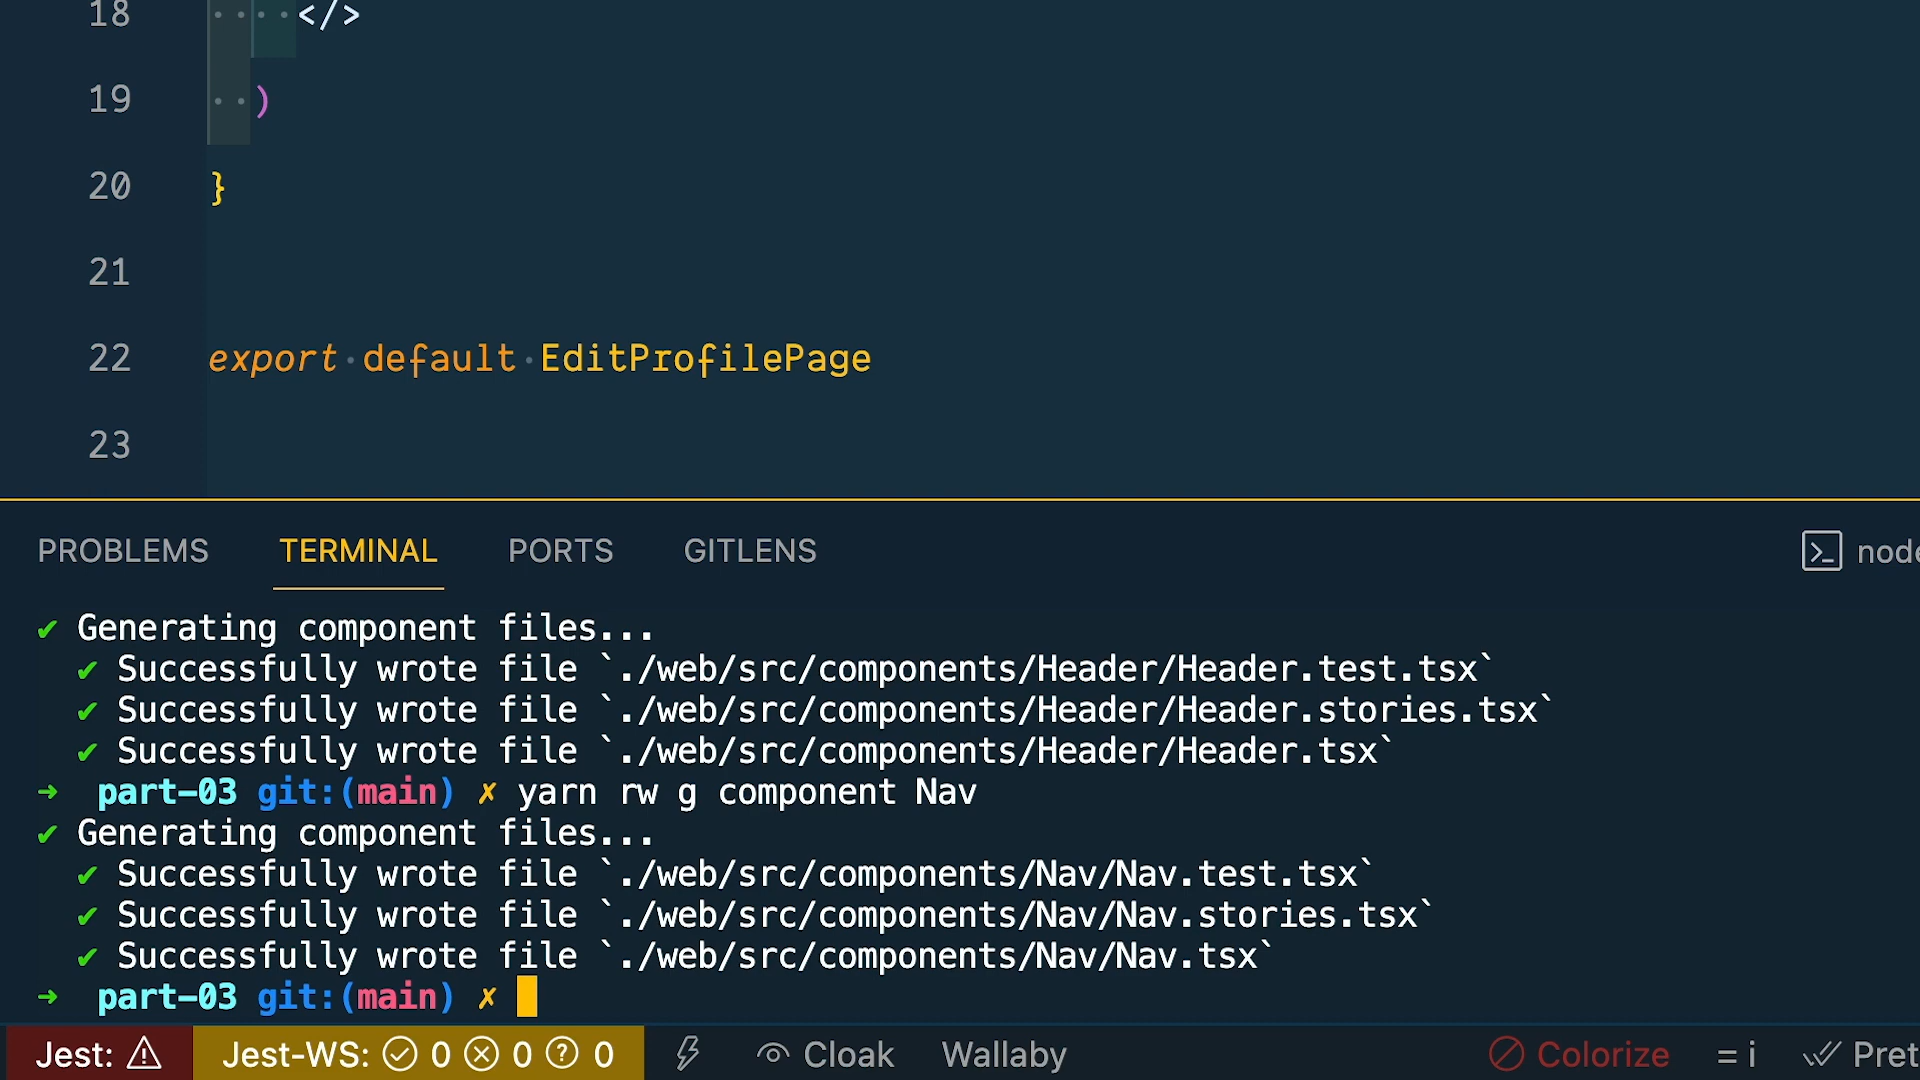 18 ····</>
19 ··)
20 }
21
22 export·default·EditProfilePage
23
PROBLEMS TERMINAL PORTS GITLENS node
✔ Generating component files...
✔ Successfully wrote file `./web/src/components/Header/Header.test.tsx`
✔ Successfully wrote file `./web/src/components/Header/Header.stories.tsx`
✔ Successfully wrote file `./web/src/components/Header/Header.tsx`
➜ part-03 git:(main) ✗ yarn rw g component Nav
✔ Generating component files...
✔ Successfully wrote file `./web/src/components/Nav/Nav.test.tsx`
✔ Successfully wrote file `./web/src/components/Nav/Nav.stories.tsx`
✔ Successfully wrote file `./web/src/components/Nav/Nav.tsx`
➜ part-03 git:(main) ✗
Jest: ⚠ Jest-WS: 0 0 0 Cloak Wallaby Colorize = i Pret